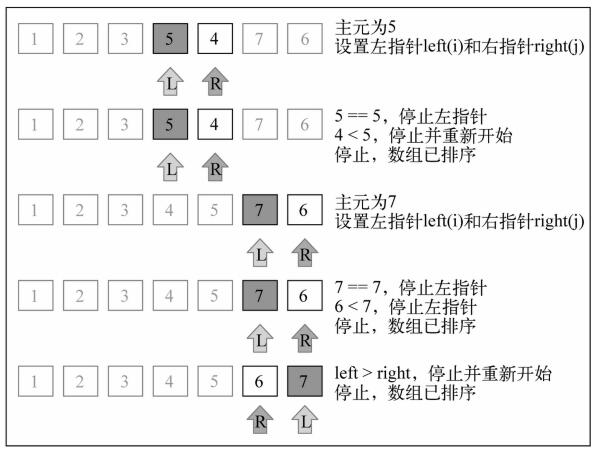 1 2 3 5 4 7 6
主元为5
设置左指针left(i)和右指针right(j)
L R
1 2 3 5 4 7 6
5 == 5，停止左指针
4 < 5，停止并重新开始
停止，数组已排序
L R
1 2 3 4 5 7 6
主元为7
设置左指针left(i)和右指针right(j)
L R
1 2 3 4 5 7 6
7 == 7，停止左指针
6 < 7，停止左指针
停止，数组已排序
L R
1 2 3 4 5 6 7
left > right，停止并重新开始
停止，数组已排序
R L